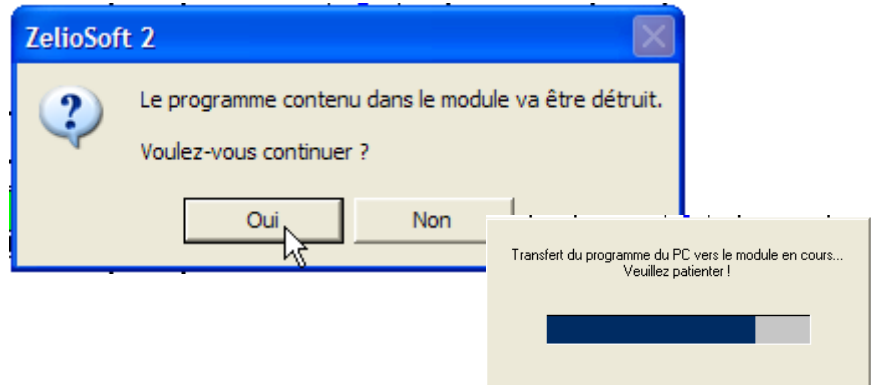 ZelioSoft 2
Le programme contenu dans le module va être détruit.
Voulez-vous continuer ?
Oui
Non
Transfert du programme du PC vers le module en cours...
Veuillez patienter !